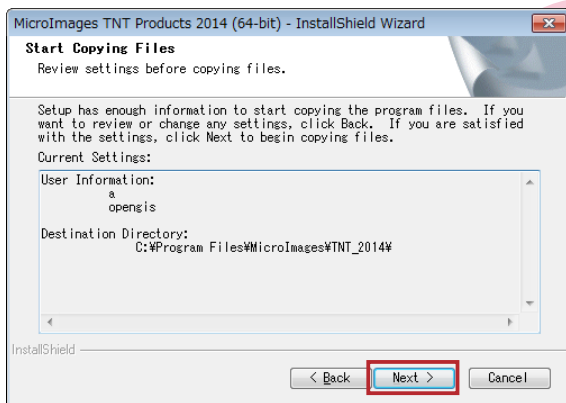 MicroImages TNT Products 2014 (64-bit) - InstallShield Wizard
Start Copying Files
Review settings before copying files.
Setup has enough information to start copying the program files. If you
want to review or change any settings, click Back. If you are satisfied
with the settings, click Next to begin copying files.
Current Settings:
User Information:
a
opengis
Destination Directory:
C:¥Program Files¥MicroImages¥TNT_2014¥
InstallShield
< Back
Next >
Cancel